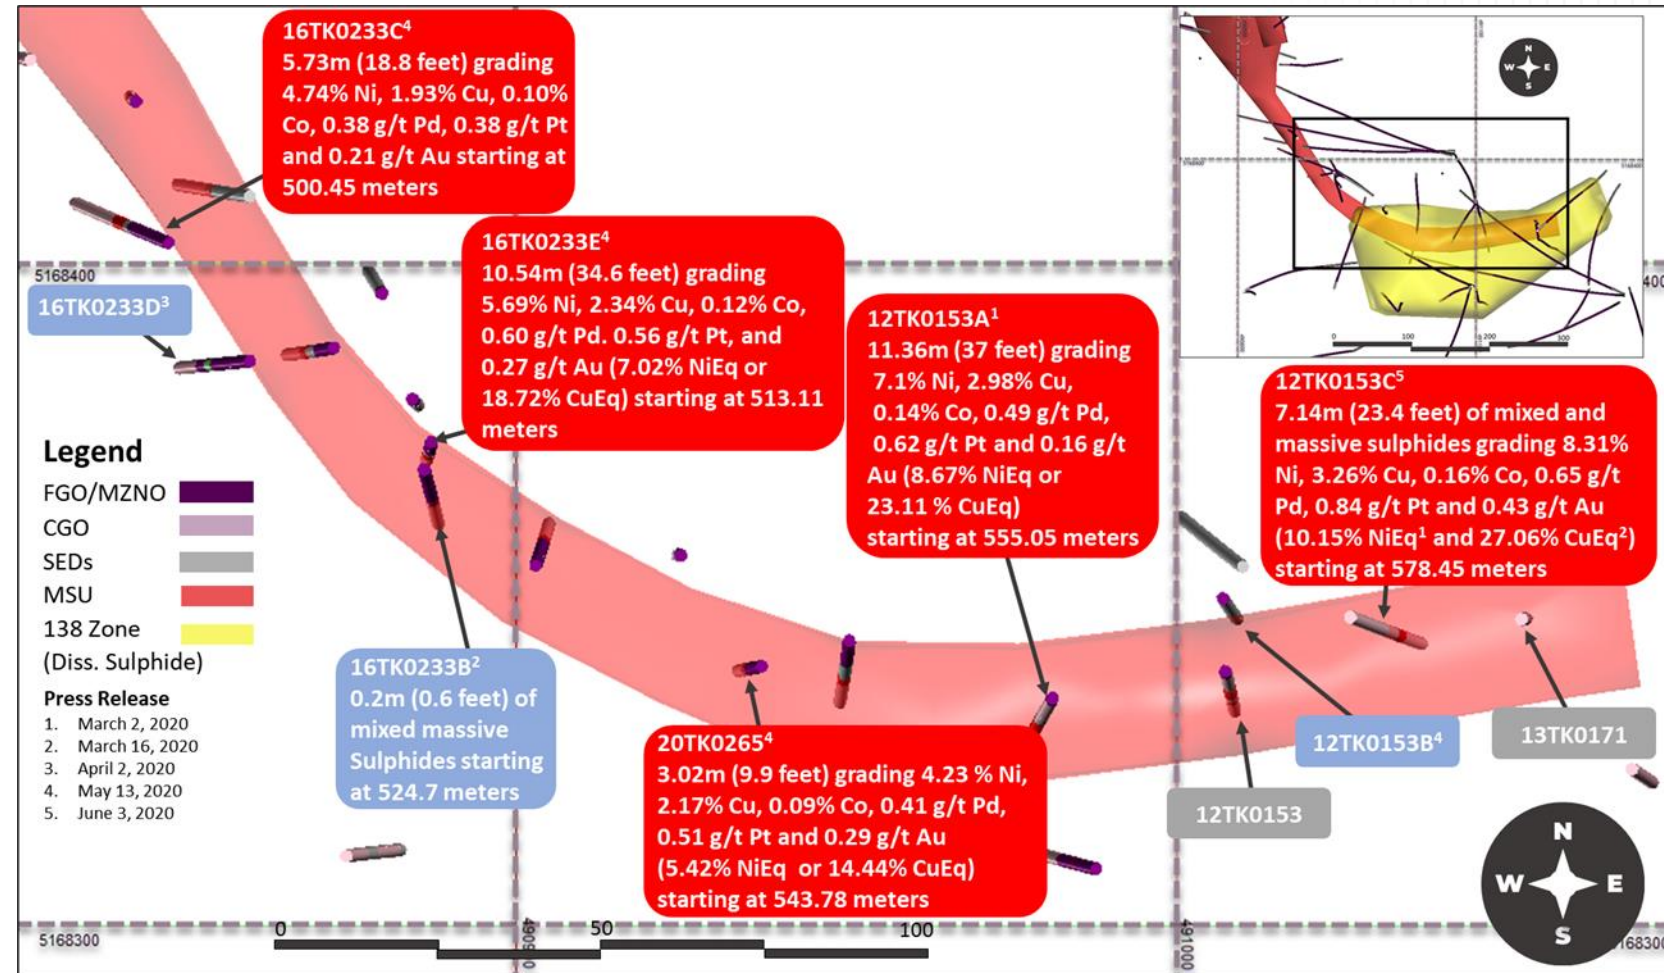 16TK0233C⁴
5.73m (18.8 feet) grading
4.74% Ni, 1.93% Cu, 0.10%
Co, 0.38 g/t Pd, 0.38 g/t Pt
and 0.21 g/t Au starting at
500.45 meters
16TK0233E⁴
10.54m (34.6 feet) grading
5.69% Ni, 2.34% Cu, 0.12% Co,
0.60 g/t Pd. 0.56 g/t Pt, and
0.27 g/t Au (7.02% NiEq or
18.72% CuEq) starting at 513.11
meters
12TK0153A¹
11.36m (37 feet) grading
7.1% Ni, 2.98% Cu,
0.14% Co, 0.49 g/t Pd,
0.62 g/t Pt and 0.16 g/t
Au (8.67% NiEq or
23.11 % CuEq)
starting at 555.05 meters
N
W E
S
0 100 200 300
12TK0153C⁵
7.14m (23.4 feet) of mixed and
massive sulphides grading 8.31%
Ni, 3.26% Cu, 0.16% Co, 0.65 g/t
Pd, 0.84 g/t Pt and 0.43 g/t Au
(10.15% NiEq¹ and 27.06% CuEq²)
starting at 578.45 meters
5168400
16TK0233D³
Legend
FGO/MZNO
CGO
SEDs
MSU
138 Zone
(Diss. Sulphide)
Press Release
1. March 2, 2020
2. March 16, 2020
3. April 2, 2020
4. May 13, 2020
5. June 3, 2020
16TK0233B²
0.2m (0.6 feet) of
mixed massive
Sulphides starting
at 524.7 meters
20TK0265⁴
3.02m (9.9 feet) grading 4.23 % Ni,
2.17% Cu, 0.09% Co, 0.41 g/t Pd,
0.51 g/t Pt and 0.29 g/t Au
(5.42% NiEq or 14.44% CuEq)
starting at 543.78 meters
12TK0153
12TK0153B⁴
13TK0171
N
W E
S
5168300
0 50 100
491000